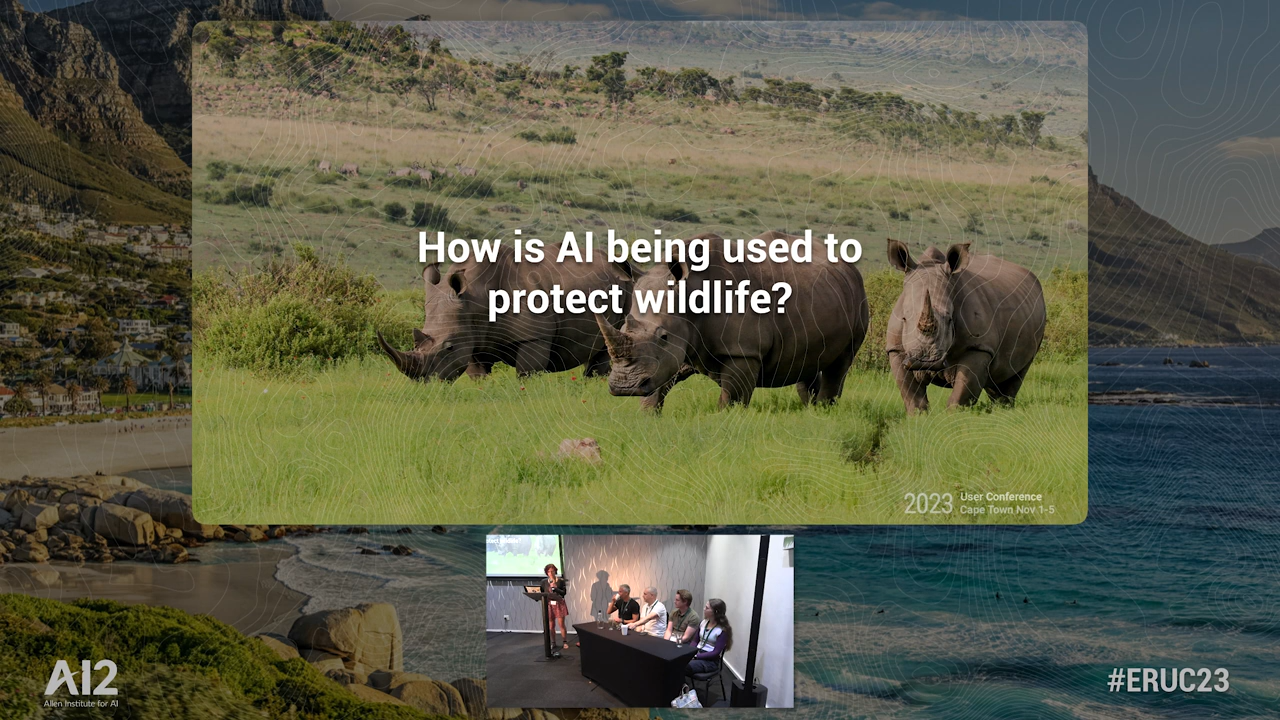 How is AI being used to
protect wildlife?
2023
User Conference
Cape Town Nov 1-5
AI2
Allen Institute for AI
#ERUC23